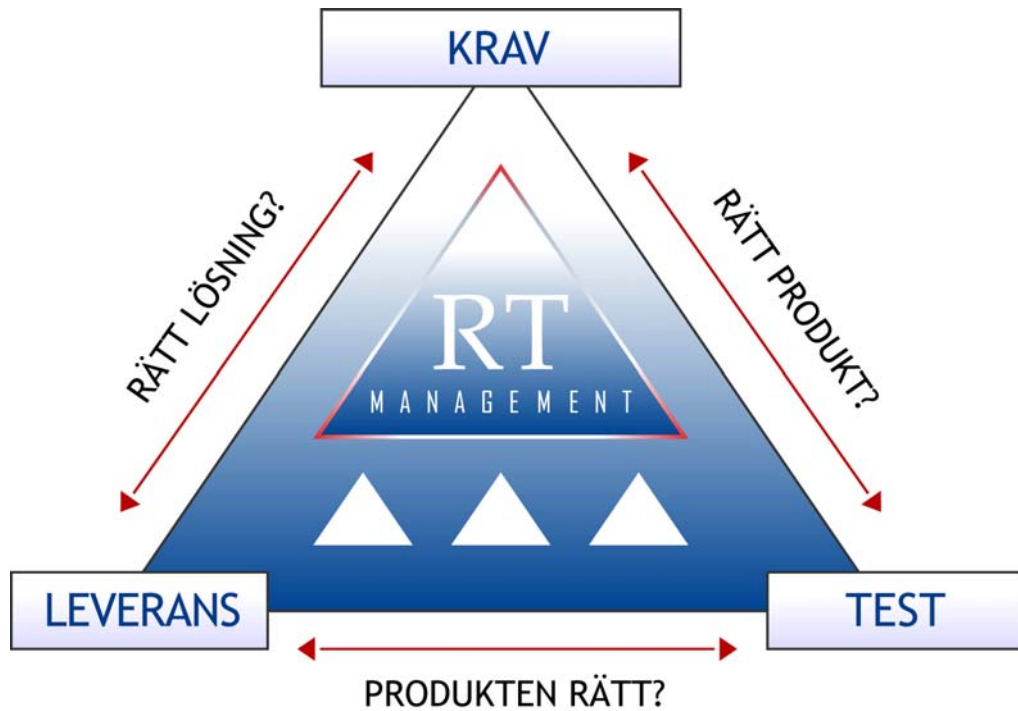 KRAV
RÄTT LÖSNING?
RÄTT PRODUKT?
RT
MANAGEMENT
LEVERANS
TEST
PRODUKTEN RÄTT?